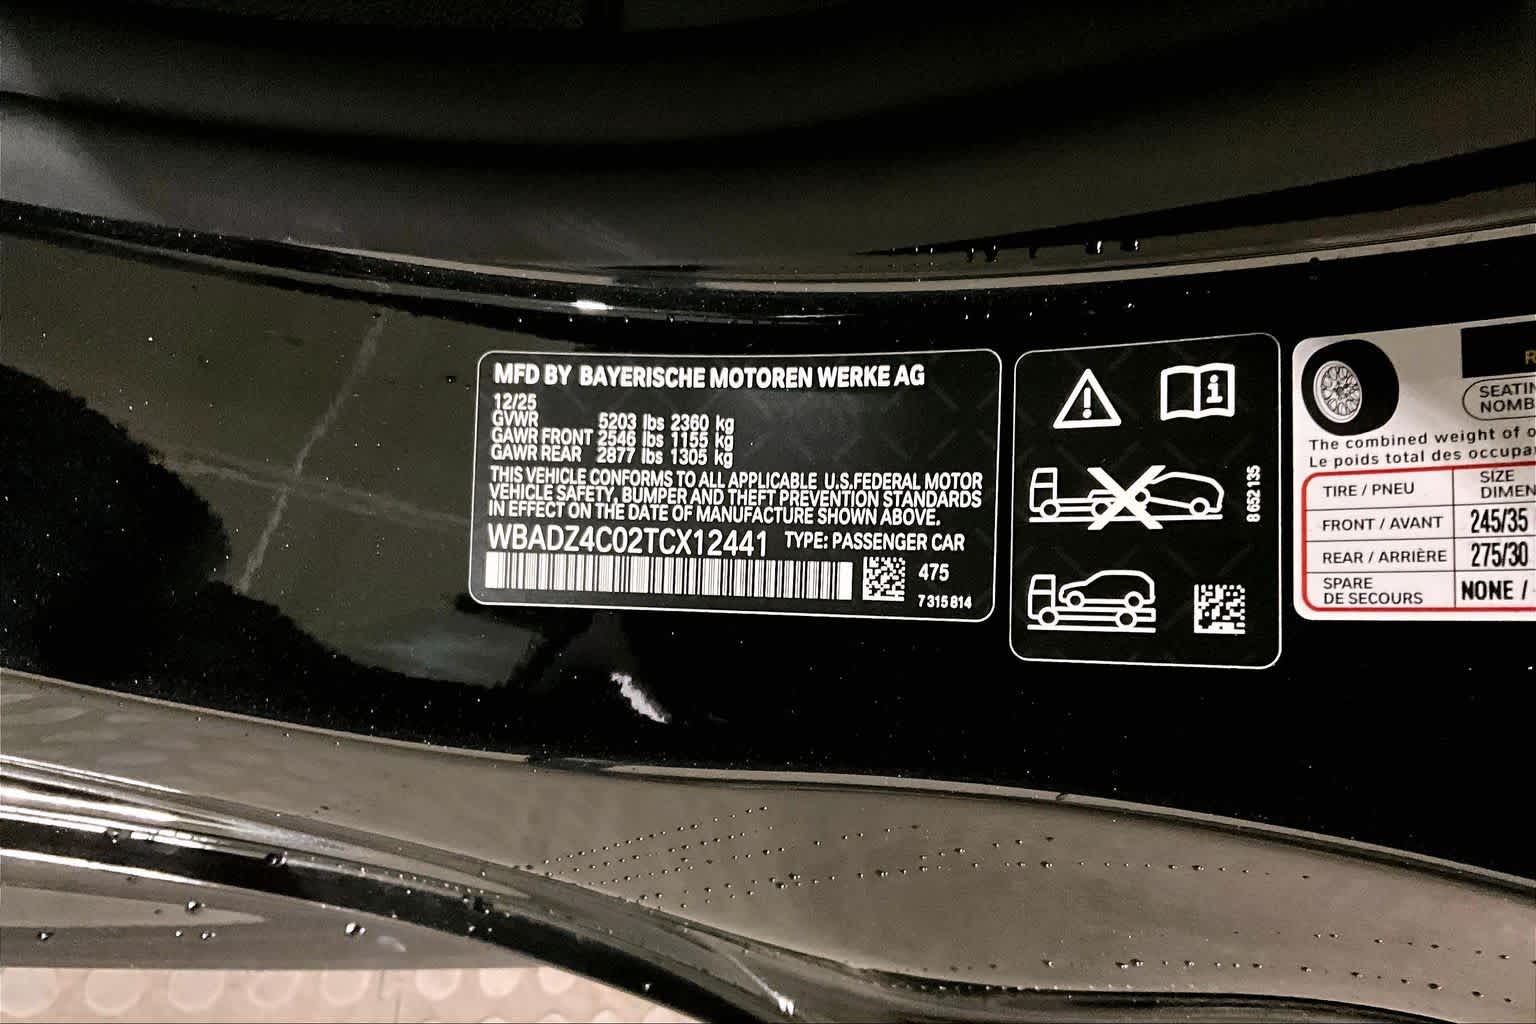 MFD BY BAYERISCHE MOTOREN WERKE AG
12/25
GVWR 5203 lbs 2360 kg
GAWR FRONT 2546 lbs 1155 kg
GAWR REAR 2877 lbs 1305 kg
THIS VEHICLE CONFORMS TO ALL APPLICABLE U.S.FEDERAL MOTOR
VEHICLE SAFETY, BUMPER AND THEFT PREVENTION STANDARDS
IN EFFECT ON THE DATE OF MANUFACTURE SHOWN ABOVE.
WBADZ4C02TCX12441 TYPE: PASSENGER CAR
475
7 315 814
8 652 135
SEATIN
NOMB
The combined weight of o
Le poids total des occupa
TIRE / PNEU SIZE
DIMEN
FRONT / AVANT 245/35
REAR / ARRIÈRE 275/30
SPARE
DE SECOURS NONE /